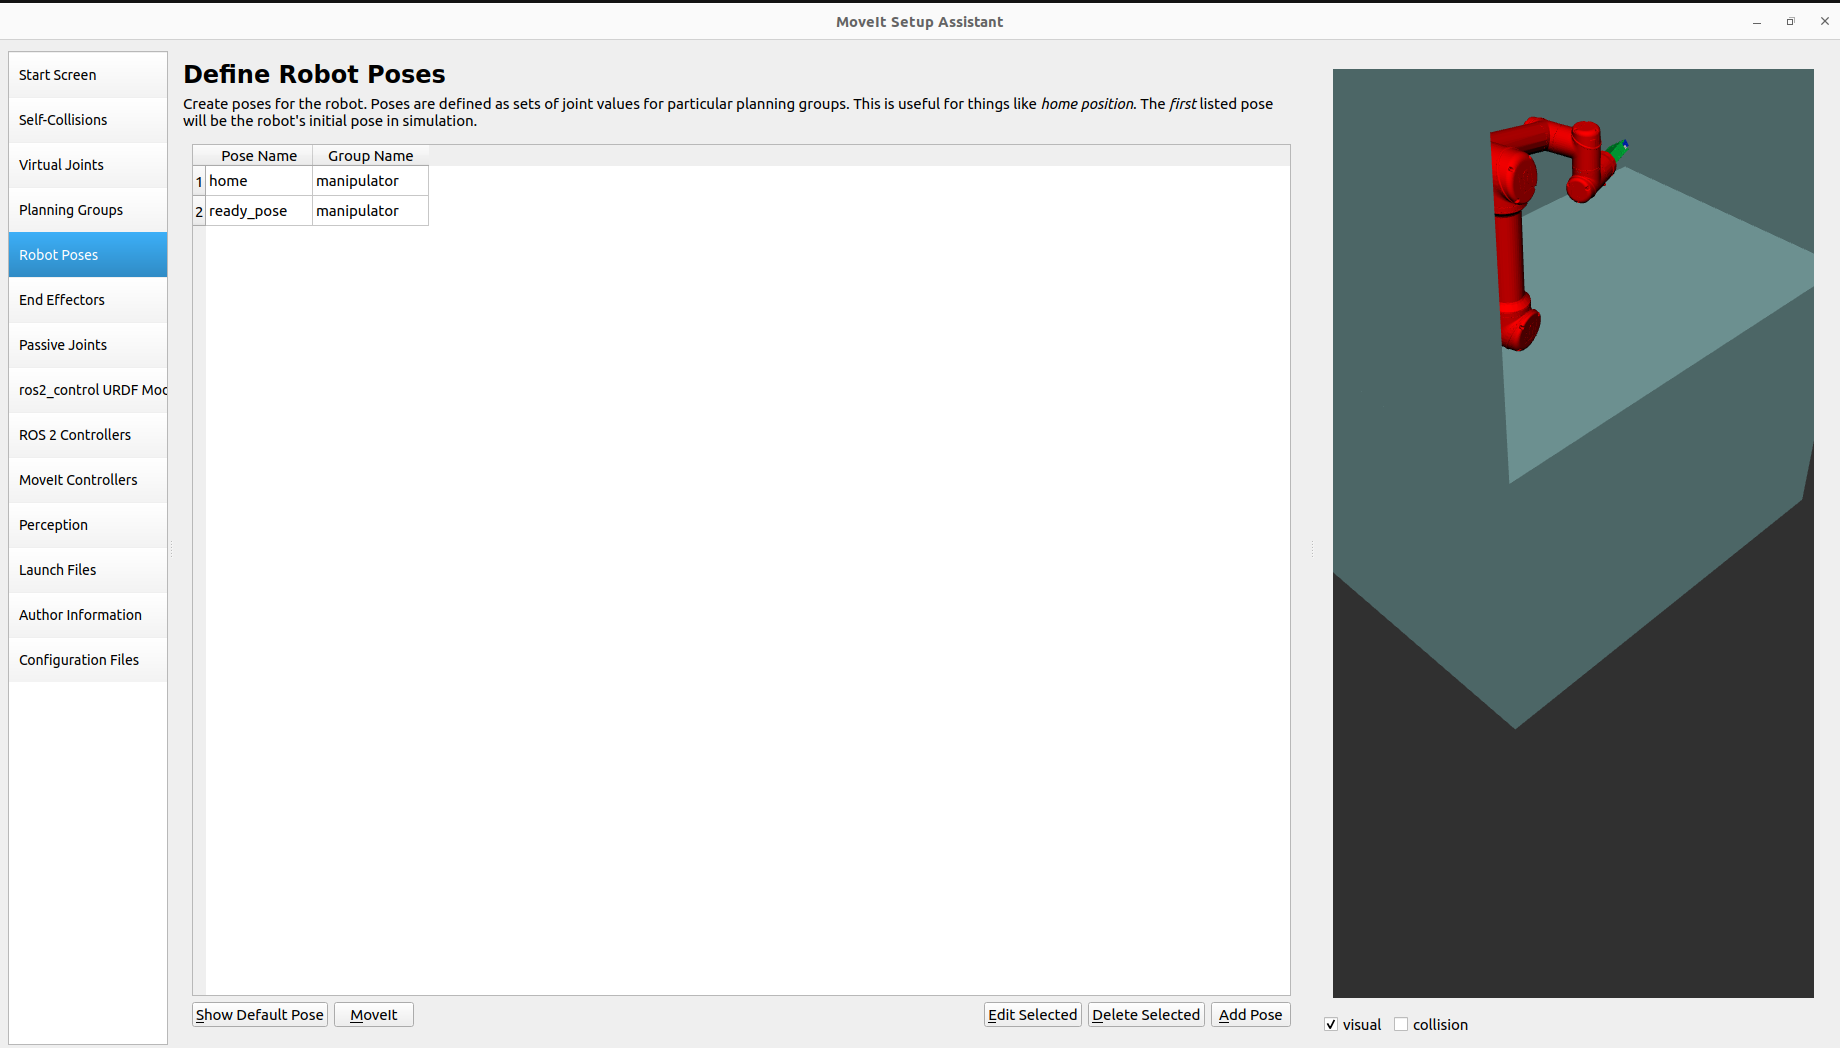 MoveIt Setup Assistant
Start Screen
Self-Collisions
Virtual Joints
Planning Groups
Robot Poses
End Effectors
Passive Joints
ros2_control URDF Moc
ROS 2 Controllers
MoveIt Controllers
Perception
Launch Files
Author Information
Configuration Files
Define Robot Poses
Create poses for the robot. Poses are defined as sets of joint values for particular planning groups. This is useful for things like home position. The first listed pose
will be the robot's initial pose in simulation.
Pose Name Group Name
1 home manipulator
2 ready_pose manipulator
Show Default Pose MoveIt Edit Selected Delete Selected Add Pose
visual collision